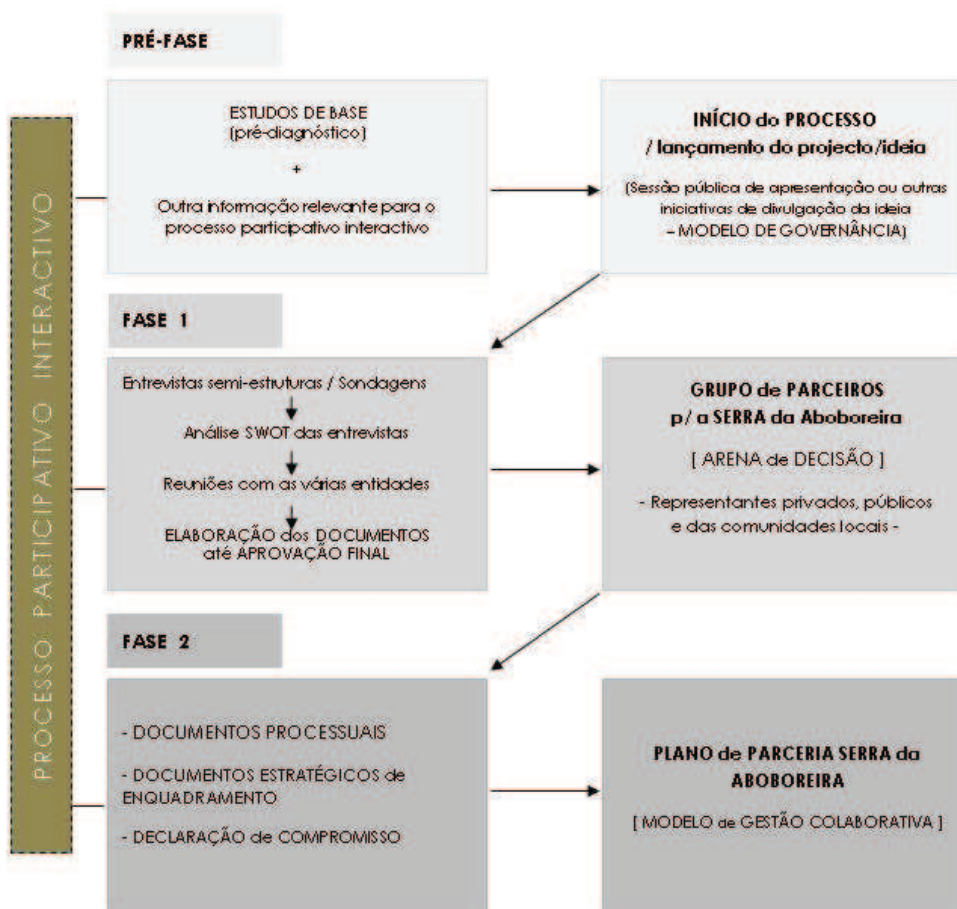 PROCESSO PARTICIPATIVO INTERACTIVO
PRÉ-FASE
ESTUDOS DE BASE
(pré-diagnóstico)
+
Outra informação relevante para o
processo participativo interactivo
INÍCIO do PROCESSO
/ lançamento do projecto/ideia
(Sessão pública de apresentação ou outras
iniciativas de divulgação da ideia
– MODELO DE GOVERNÂNCIA)
FASE 1
Entrevistas semi-estruturas / Sondagens
Análise SWOT das entrevistas
Reuniões com as várias entidades
ELABORAÇÃO dos DOCUMENTOS
até APROVAÇÃO FINAL
GRUPO de PARCEIROS
p/ a SERRA da Aboboreira
[ ARENA de DECISÃO ]
- Representantes privados, públicos
e das comunidades locais -
FASE 2
- DOCUMENTOS PROCESSUAIS
- DOCUMENTOS ESTRATÉGICOS de
ENQUADRAMENTO
- DECLARAÇÃO de COMPROMISSO
PLANO de PARCERIA SERRA da
ABOBOREIRA
[ MODELO de GESTÃO COLABORATIVA ]